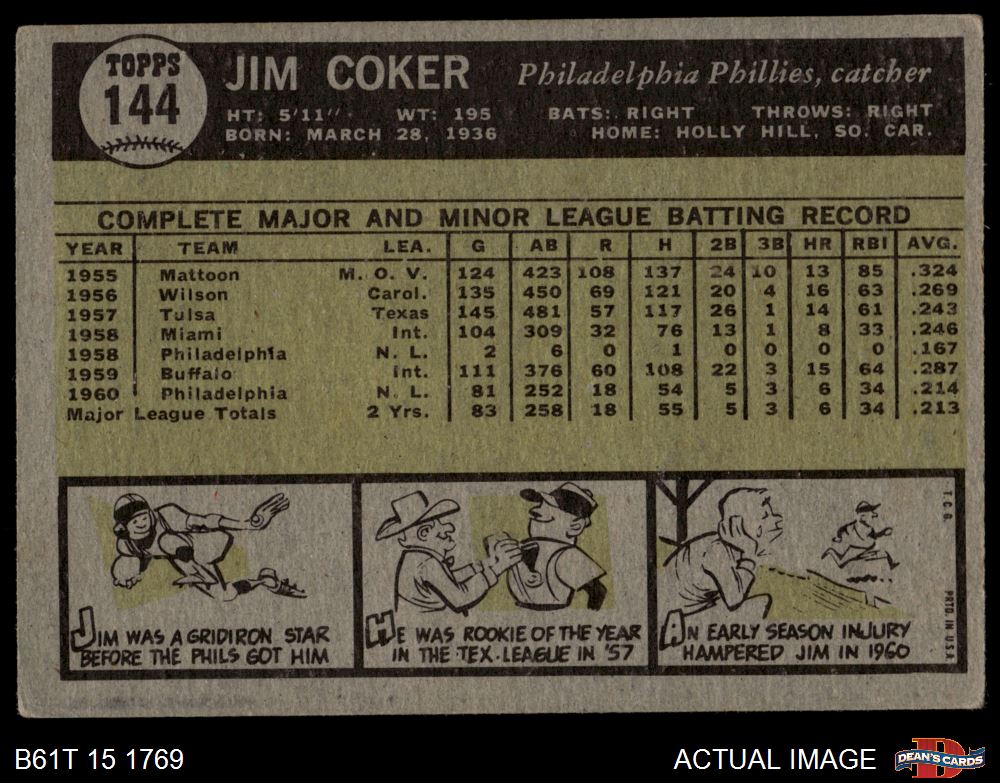 TOPPS
144
JIM COKER
Philadelphia Phillies, catcher
HT: 5'11" WT: 195 BATS: RIGHT THROWS: RIGHT
BORN: MARCH 28, 1936 HOME: HOLLY HILL, SO. CAR.
COMPLETE MAJOR AND MINOR LEAGUE BATTING RECORD
YEAR TEAM LEA. G AB R H 2B 3B HR RBI AVG.
1955 Mattoon M. O. V. 124 423 108 137 24 10 13 85 .324
1956 Wilson Carol. 135 450 69 121 20 4 16 63 .269
1957 Tulsa Texas 145 481 57 117 26 1 14 61 .243
1958 Miami Int. 104 309 32 76 13 1 8 33 .246
1958 Philadelphia N. L. 2 6 0 1 0 0 0 0 .167
1959 Buffalo Int. 111 376 60 108 22 3 15 64 .287
1960 Philadelphia N. L. 81 252 18 54 5 3 6 34 .214
Major League Totals 2 Yrs. 83 258 18 55 5 3 6 34 .213
JIM WAS A GRIDIRON STAR
BEFORE THE PHILS GOT HIM
HE WAS ROOKIE OF THE YEAR
IN THE TEX. LEAGUE IN '57
AN EARLY SEASON INJURY
HAMPERED JIM IN 1960
T. C. G.
PRTD. IN U.S.A.
B61T 15 1769
ACTUAL IMAGE
D
DEAN'S CARDS